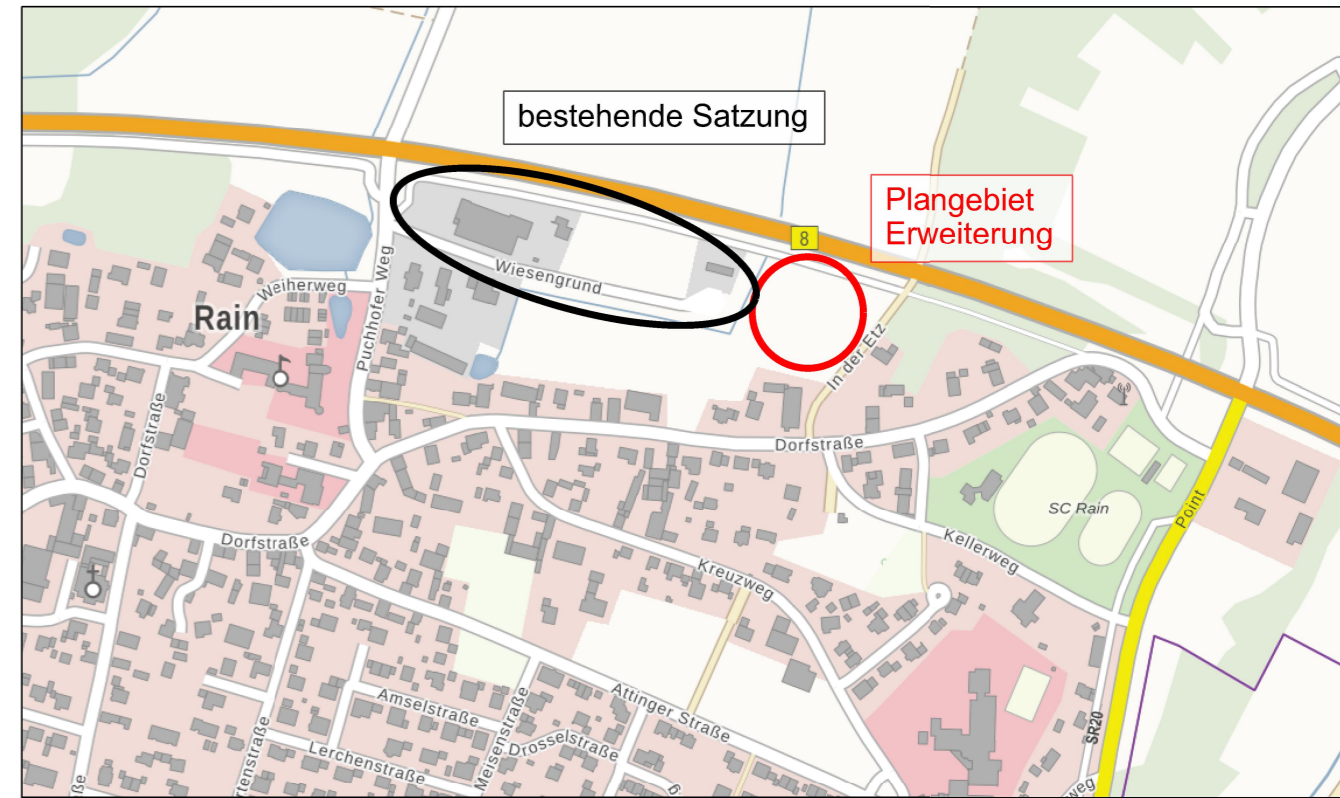 bestehende Satzung
Plangebiet
Erweiterung
8
Wiesengrund
Puchhofer Weg
Weiherweg
Rain
In der Etz
Dorfstraße
Dorfstraße
Dorfstraße
SC Rain
Point
Kellerweg
Kreuzweg
Attinger Straße
Amselstraße
Meisenstraße
Drosselstraße
Lerchenstraße
SR20